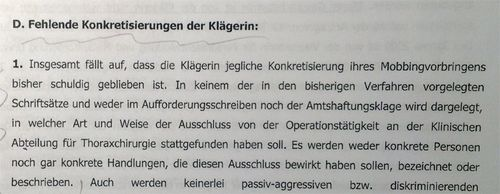 D. Fehlende Konkretisierungen der Klägerin:
1. Insgesamt fällt auf, dass die Klägerin jegliche Konkretisierung ihres Mobbingvorbringens
bisher schuldig geblieben ist. In keinem der in den bisherigen Verfahren vorgelegten
Schriftsätze und weder im Aufforderungsschreiben noch der Amtshaftungsklage wird dargelegt,
in welcher Art und Weise der Ausschluss von der Operationstätigkeit an der Klinischen
Abteilung für Thoraxchirurgie stattgefunden haben soll. Es werden weder konkrete Personen
noch gar konkrete Handlungen, die diesen Ausschluss bewirkt haben sollen, bezeichnet oder
beschrieben. Auch werden keinerlei passiv-aggressiven bzw. diskriminierenden